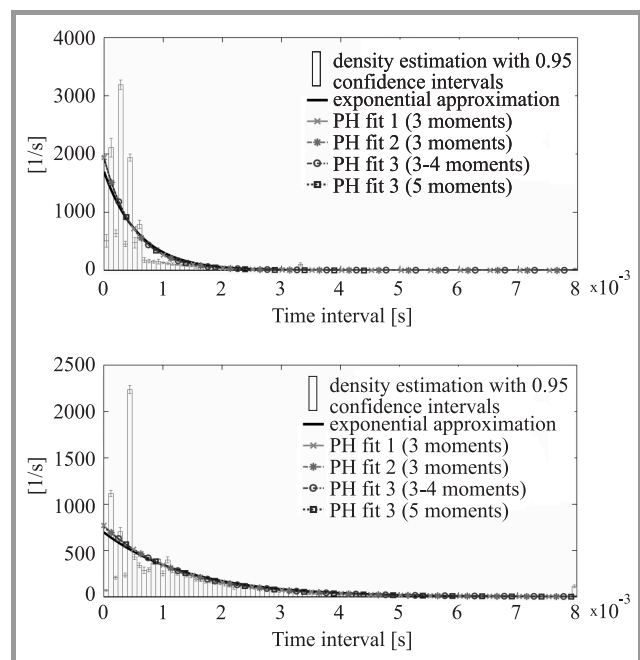 4000
density estimation with 0.95
confidence intervals
3000
exponential approximation
PH fit 1 (3 moments)
[1/s]
2000
PH fit 2 (3 moments)
PH fit 3 (3-4 moments)
PH fit 3 (5 moments)
1000
0
0 1 2 3 4 5 6 7 8 ×10⁻³
Time interval [s]
2500
density estimation with 0.95
confidence intervals
2000
exponential approximation
PH fit 1 (3 moments)
1500
[1/s]
PH fit 2 (3 moments)
PH fit 3 (3-4 moments)
1000
PH fit 3 (5 moments)
500
0
0 1 2 3 4 5 6 7 8 ×10⁻³
Time interval [s]